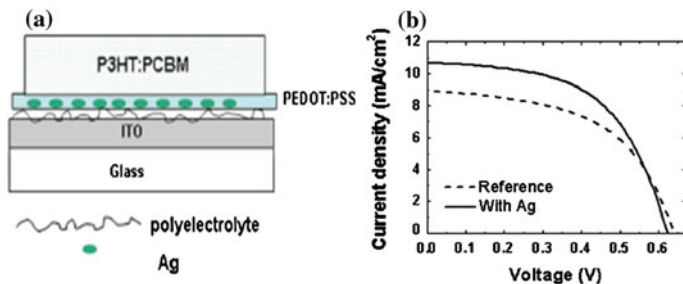 (a)
P3HT:PCBM
PEDOT:PSS
ITO
Glass
polyelectrolyte
Ag
(b)
Current density (mA/cm²)
12
10
8
6
4
2
0
Reference
With Ag
0.0 0.1 0.2 0.3 0.4 0.5 0.6
Voltage (V)